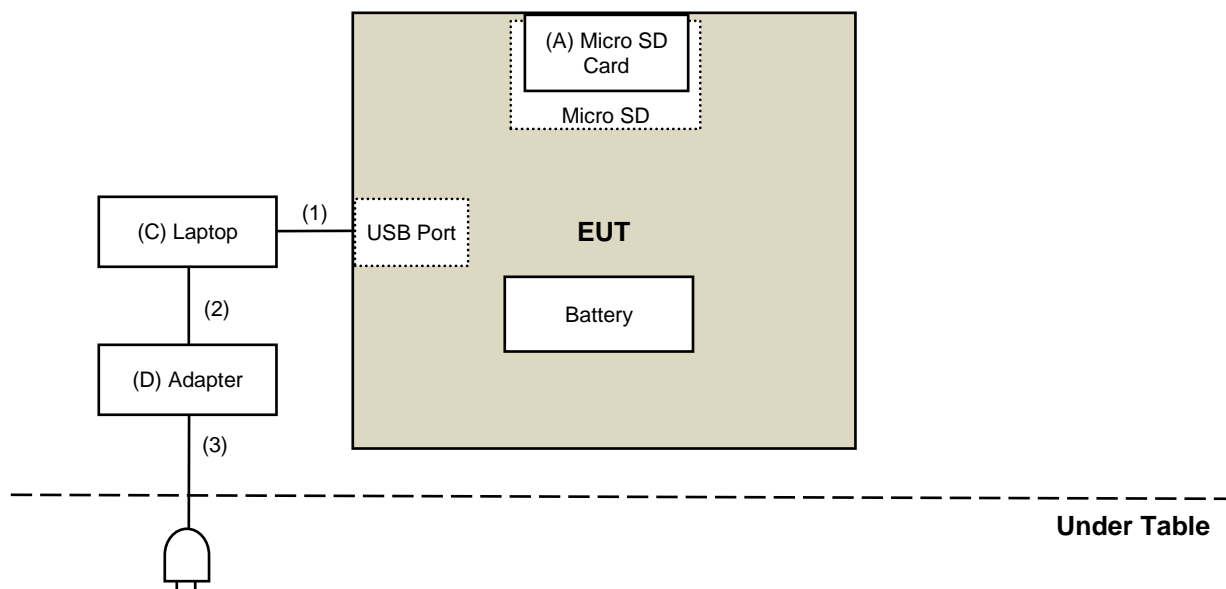 (A) Micro SD
Card
Micro SD
(1)
(C) Laptop
USB Port
EUT
(2)
Battery
(D) Adapter
(3)
Under Table